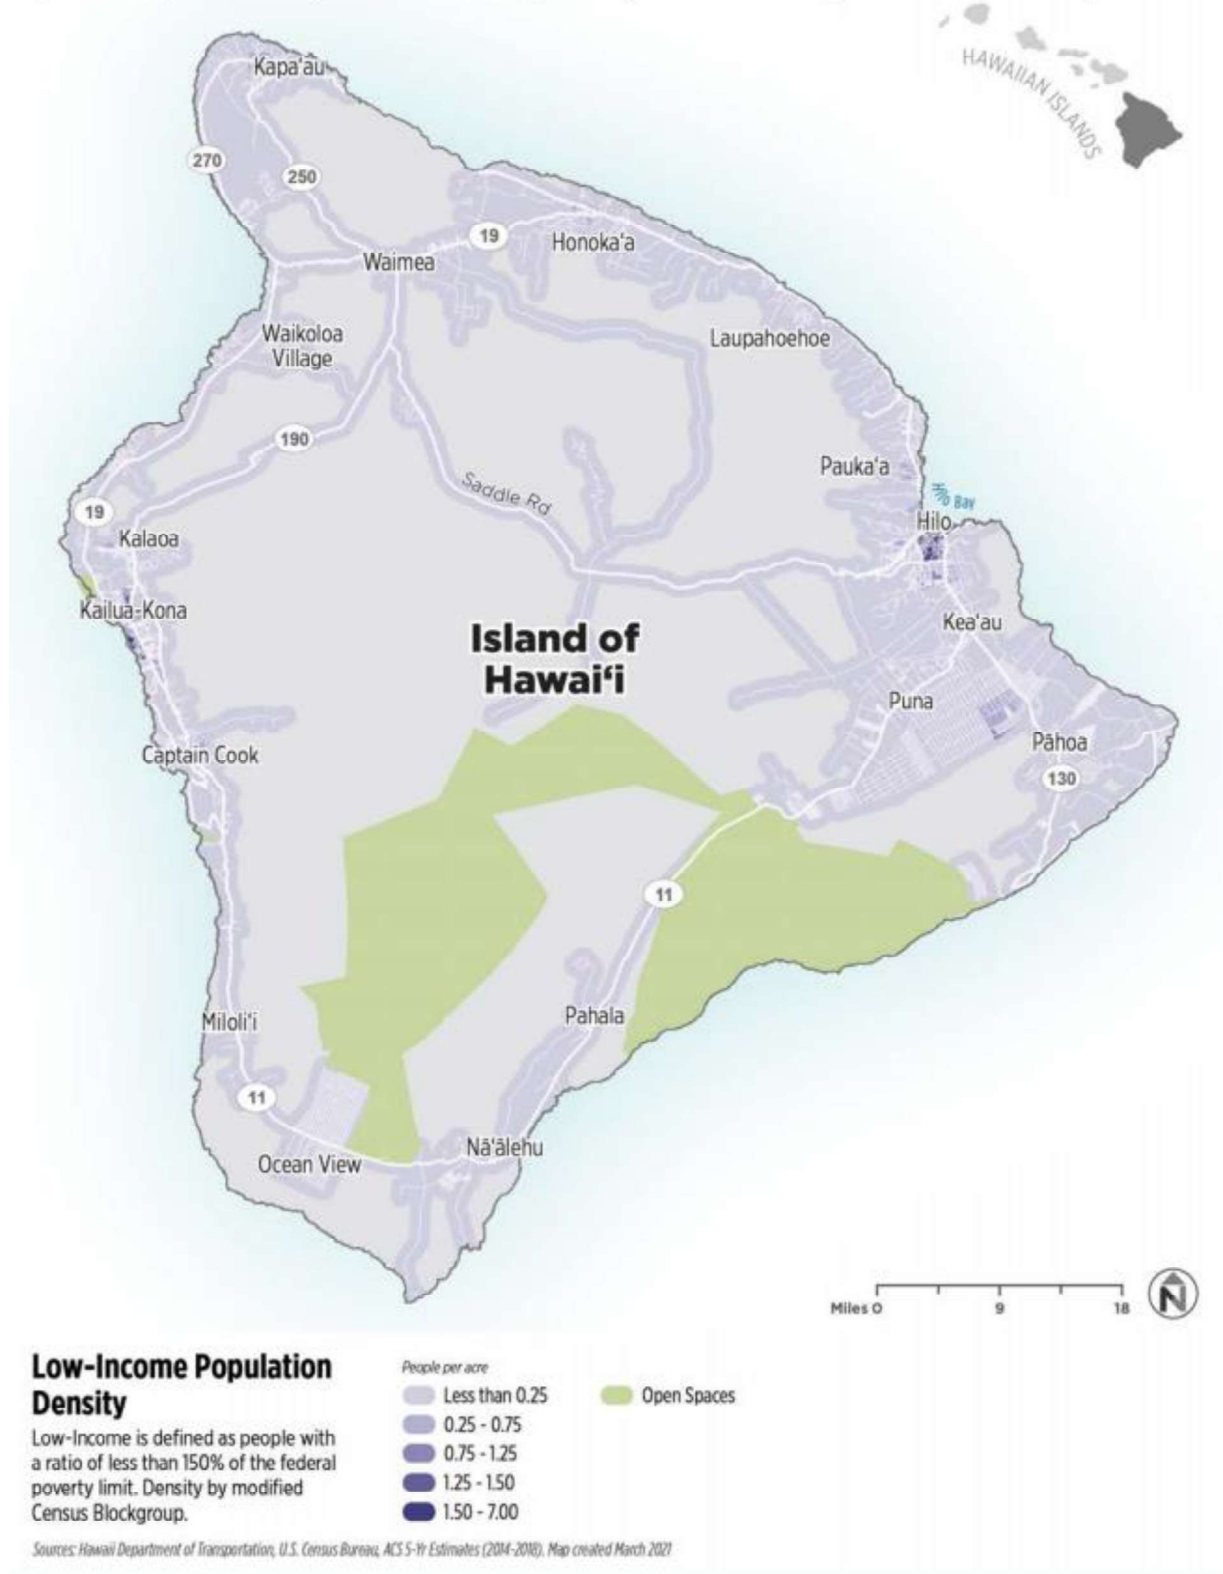 HAWAIIAN ISLANDS
Kapa'au
270
250
19
Honoka'a
Waimea
Waikoloa
Village
Laupahoehoe
190
Pauka'a
Saddle Rd
Hilo Bay
19
Hilo
Kalaoa
Kailua-Kona
Kea'au
Island of
Hawai'i
Puna
Captain Cook
Pāhoa
130
11
Pahala
Miloli'i
11
Nā'ālehu
Ocean View
Miles 0 9 18
N
Low-Income Population
Density
Low-Income is defined as people with
a ratio of less than 150% of the federal
poverty limit. Density by modified
Census Blockgroup.
People per acre
Less than 0.25
0.25 - 0.75
0.75 - 1.25
1.25 - 1.50
1.50 - 7.00
Open Spaces
Sources: Hawaii Department of Transportation, U.S. Census Bureau, ACS 5-Yr Estimates (2014-2018). Map created March 2021